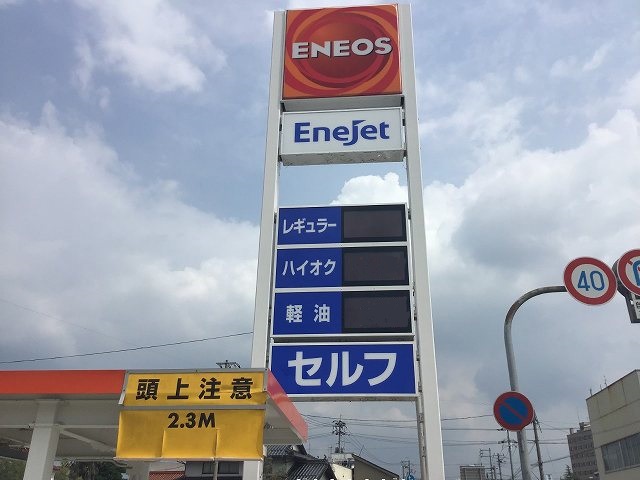 ENEOS
EneJet
レギュラー
ハイオク
軽油
セルフ
頭上注意
2.3M
40